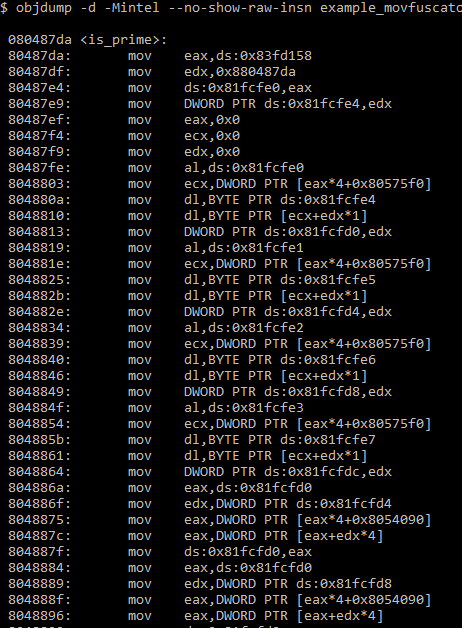 $ objdump -d -Mintel --no-show-raw-insn example_movfuscato
080487da <is_prime>:
80487da: mov eax,ds:0x83fd158
80487df: mov edx,0x880487da
80487e4: mov ds:0x81fcfe0,eax
80487e9: mov DWORD PTR ds:0x81fcfe4,edx
80487ef: mov eax,0x0
80487f4: mov ecx,0x0
80487f9: mov edx,0x0
80487fe: mov al,ds:0x81fcfe0
8048803: mov ecx,DWORD PTR [eax*4+0x80575f0]
804880a: mov dl,BYTE PTR ds:0x81fcfe4
8048810: mov dl,BYTE PTR [ecx+edx*1]
8048813: mov DWORD PTR ds:0x81fcfd0,edx
8048819: mov al,ds:0x81fcfe1
804881e: mov ecx,DWORD PTR [eax*4+0x80575f0]
8048825: mov dl,BYTE PTR ds:0x81fcfe5
804882b: mov dl,BYTE PTR [ecx+edx*1]
804882e: mov DWORD PTR ds:0x81fcfd4,edx
8048834: mov al,ds:0x81fcfe2
8048839: mov ecx,DWORD PTR [eax*4+0x80575f0]
8048840: mov dl,BYTE PTR ds:0x81fcfe6
8048846: mov dl,BYTE PTR [ecx+edx*1]
8048849: mov DWORD PTR ds:0x81fcfd8,edx
804884f: mov al,ds:0x81fcfe3
8048854: mov ecx,DWORD PTR [eax*4+0x80575f0]
804885b: mov dl,BYTE PTR ds:0x81fcfe7
8048861: mov dl,BYTE PTR [ecx+edx*1]
8048864: mov DWORD PTR ds:0x81fcfdc,edx
804886a: mov eax,ds:0x81fcfd0
804886f: mov edx,DWORD PTR ds:0x81fcfd4
8048875: mov eax,DWORD PTR [eax*4+0x8054090]
804887c: mov eax,DWORD PTR [eax+edx*4]
804887f: mov ds:0x81fcfd0,eax
8048884: mov eax,ds:0x81fcfd0
8048889: mov edx,DWORD PTR ds:0x81fcfd8
804888f: mov eax,DWORD PTR [eax*4+0x8054090]
8048896: mov eax,DWORD PTR [eax+edx*4]